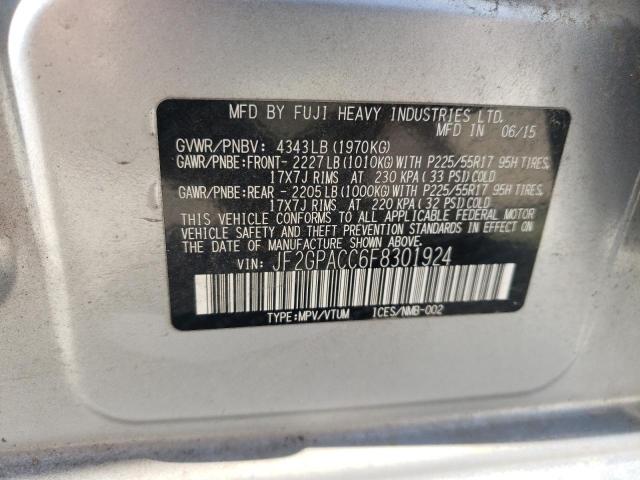 MFD BY FUJI HEAVY INDUSTRIES LTD.
MFD IN 06/15
GVWR/PNBV: 4343LB (1970KG)
GAWR/PNBE:FRONT- 2227LB (1010KG) WITH P225/55R17 95H TIRES,
17X7J RIMS AT 230 KPA ( 33 PSI) COLD
GAWR/PNBE:REAR - 2205LB (1000KG) WITH P225/55R17 95H TIRES,
17X7J RIMS AT 220 KPA ( 32 PSI) COLD
THIS VEHICLE CONFORMS TO ALL APPLICABLE FEDERAL MOTOR
VEHICLE SAFETY AND THEFT PREVENTION STANDARDS IN EFFECT ON
THE DATE OF MANUFACTURE SHOWN ABOVE.
VIN: JF2GPACC6F8301924
TYPE:MPV/VTUM ICES/NMB-002